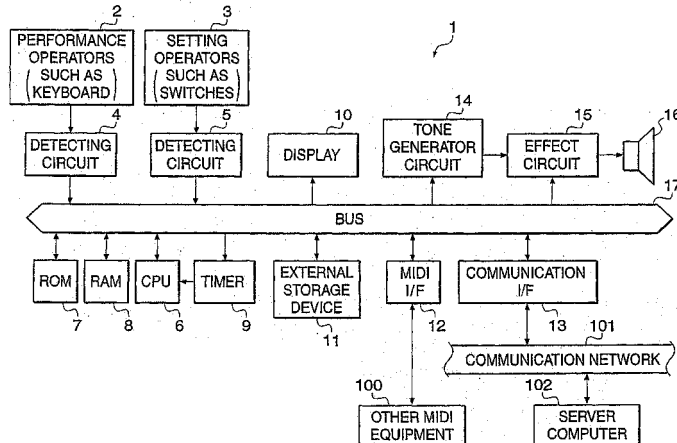 2
3
1
PERFORMANCE
OPERATORS
(SUCH AS
KEYBOARD)
SETTING
OPERATORS
(SUCH AS
SWITCHES)
4
5
10
14
15
16
DETECTING
CIRCUIT
DETECTING
CIRCUIT
DISPLAY
TONE
GENERATOR
CIRCUIT
EFFECT
CIRCUIT
17
BUS
ROM
RAM
CPU
TIMER
EXTERNAL
STORAGE
DEVICE
MIDI
I/F
COMMUNICATION
I/F
7
8
6
9
11
12
13
101
COMMUNICATION NETWORK
100
102
OTHER MIDI
EQUIPMENT
SERVER
COMPUTER